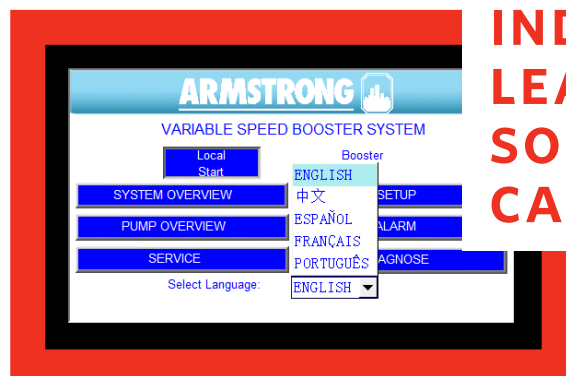 ARMSTRONG
VARIABLE SPEED BOOSTER SYSTEM
Local
Start
Booster
SYSTEM OVERVIEW
SETUP
PUMP OVERVIEW
ALARM
SERVICE
AGNOSE
ENGLISH
中文
ESPAÑOL
FRANÇAIS
PORTUGUÊS
Select Language:
ENGLISH
IND
LEA
SO
CA